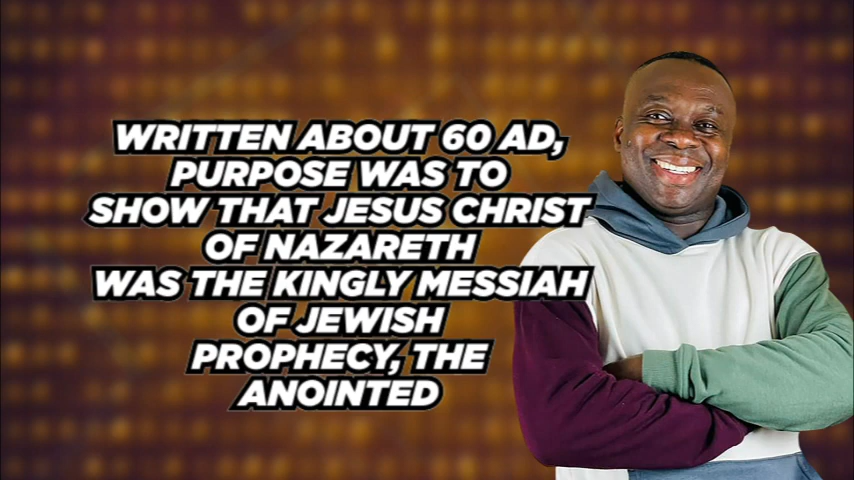 WRITTEN ABOUT 60 AD,
PURPOSE WAS TO
SHOW THAT JESUS CHRIST
OF NAZARETH
WAS THE KINGLY MESSIAH
OF JEWISH
PROPHECY, THE
ANOINTED